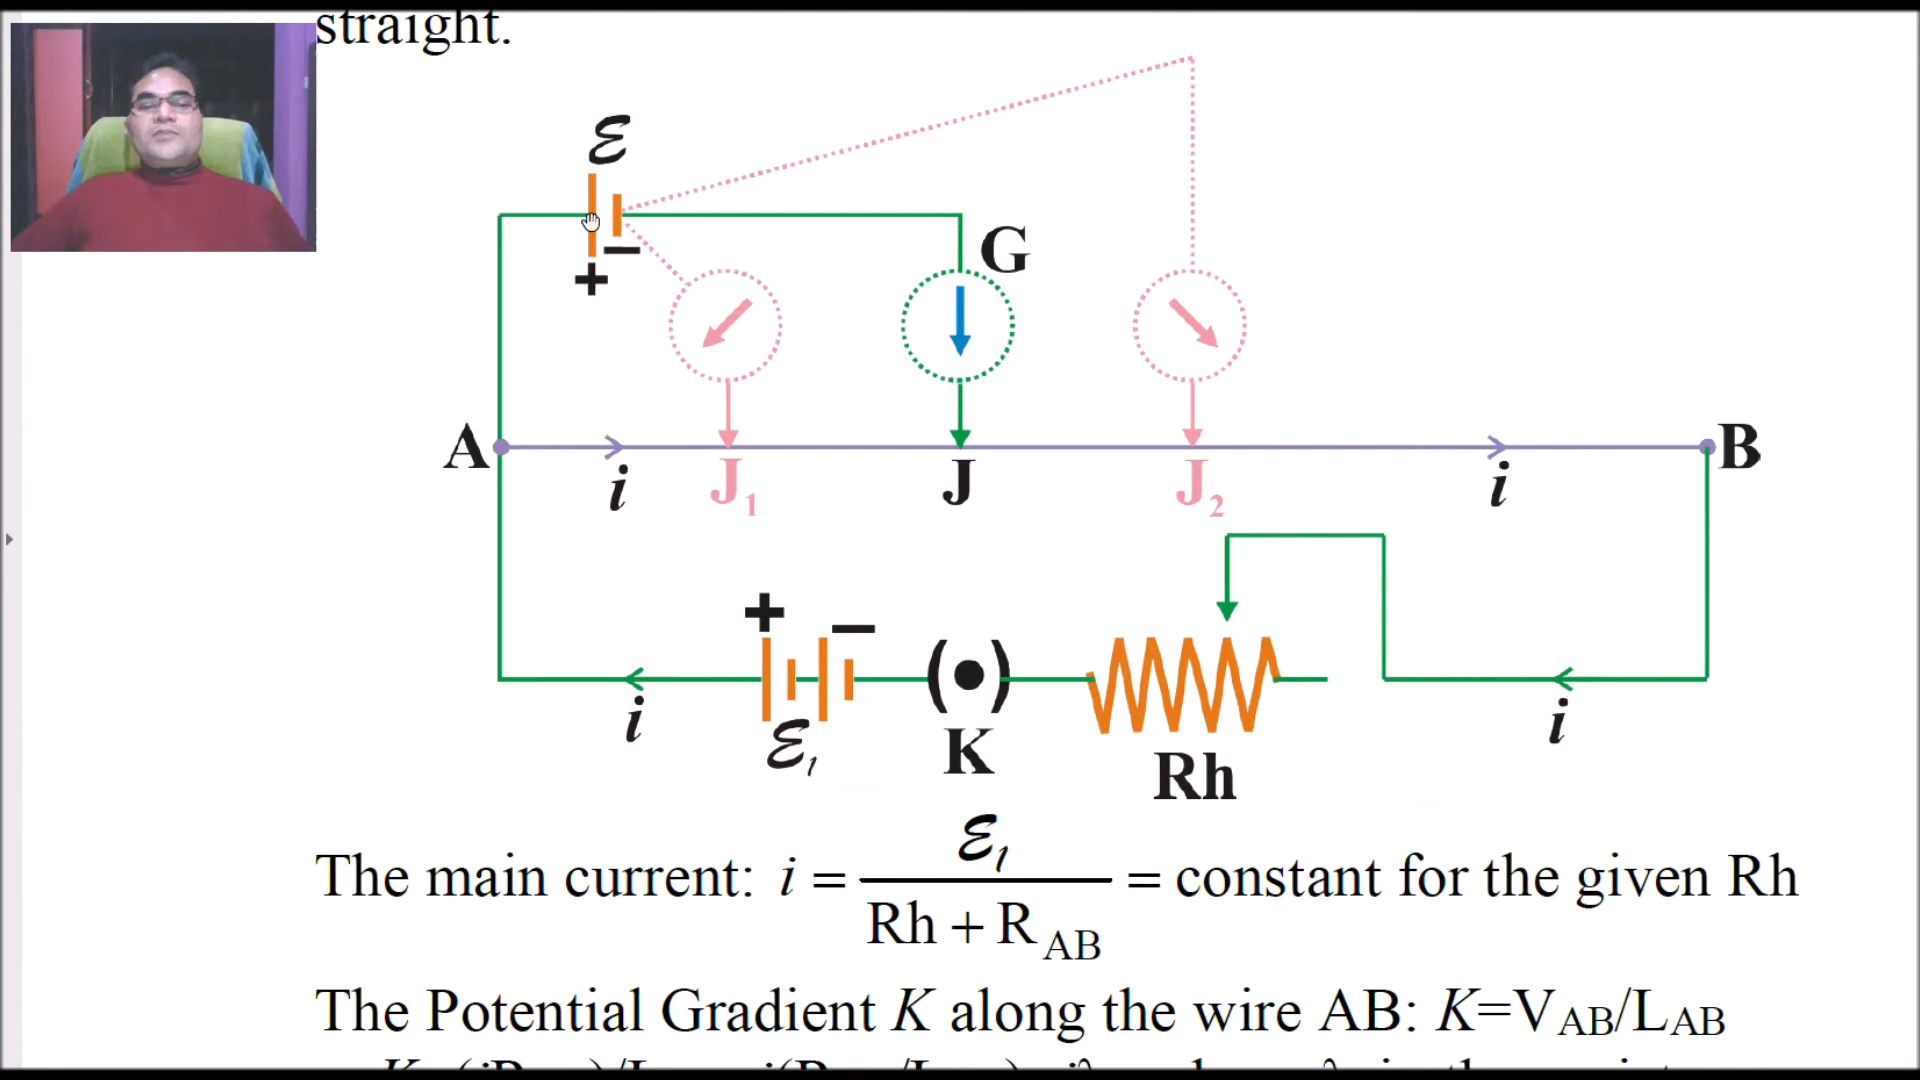 straight.
ℰ
+ −
G
A
B
i
J₁
J
J₂
i
+ −
i
ℰ₁
K
Rh
i
The main current: i = ℰ₁ / (Rh + R_AB) = constant for the given Rh
The Potential Gradient K along the wire AB: K=V_AB/L_AB